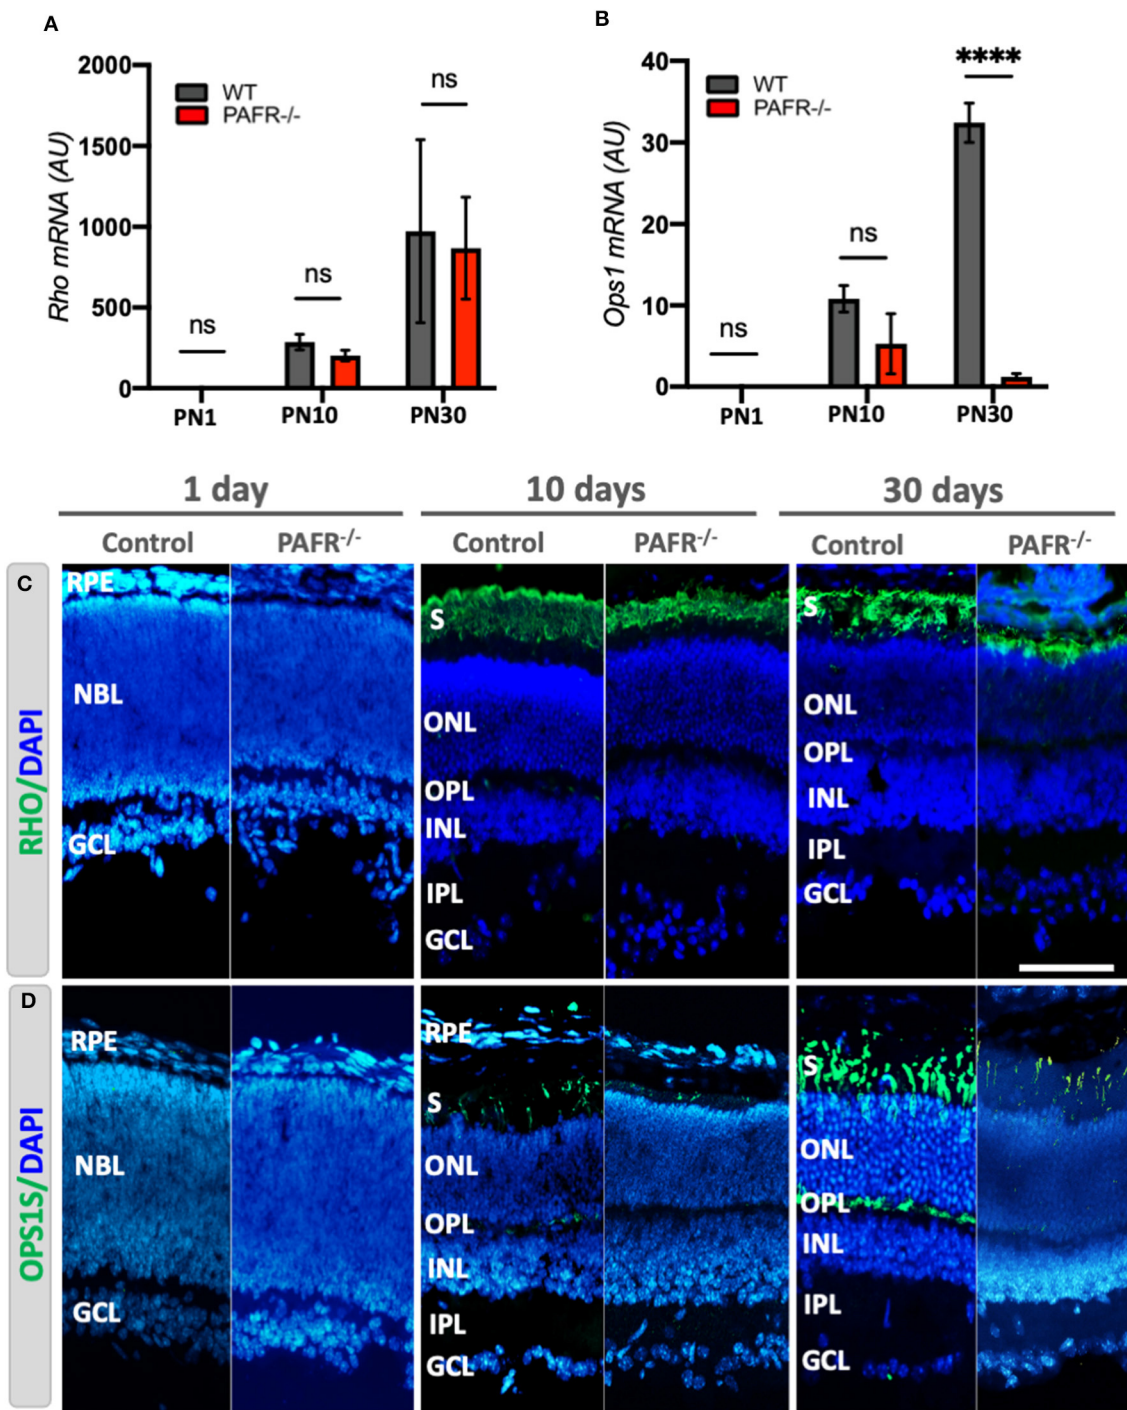 A
2000
1500
1000
500
0
Rho mRNA (AU)
WT
PAFR-/-
ns
ns
ns
PN1
PN10
PN30
B
40
30
20
10
0
Ops1 mRNA (AU)
WT
PAFR-/-
ns
ns
****
PN1
PN10
PN30
1 day
10 days
30 days
Control
PAFR-/-
Control
PAFR-/-
Control
PAFR-/-
C
RHO/DAPI
RPE
NBL
GCL
S
ONL
OPL
INL
IPL
GCL
S
ONL
OPL
INL
IPL
GCL
D
OPS1S/DAPI
RPE
NBL
GCL
RPE
S
ONL
OPL
INL
IPL
GCL
S
ONL
OPL
INL
IPL
GCL